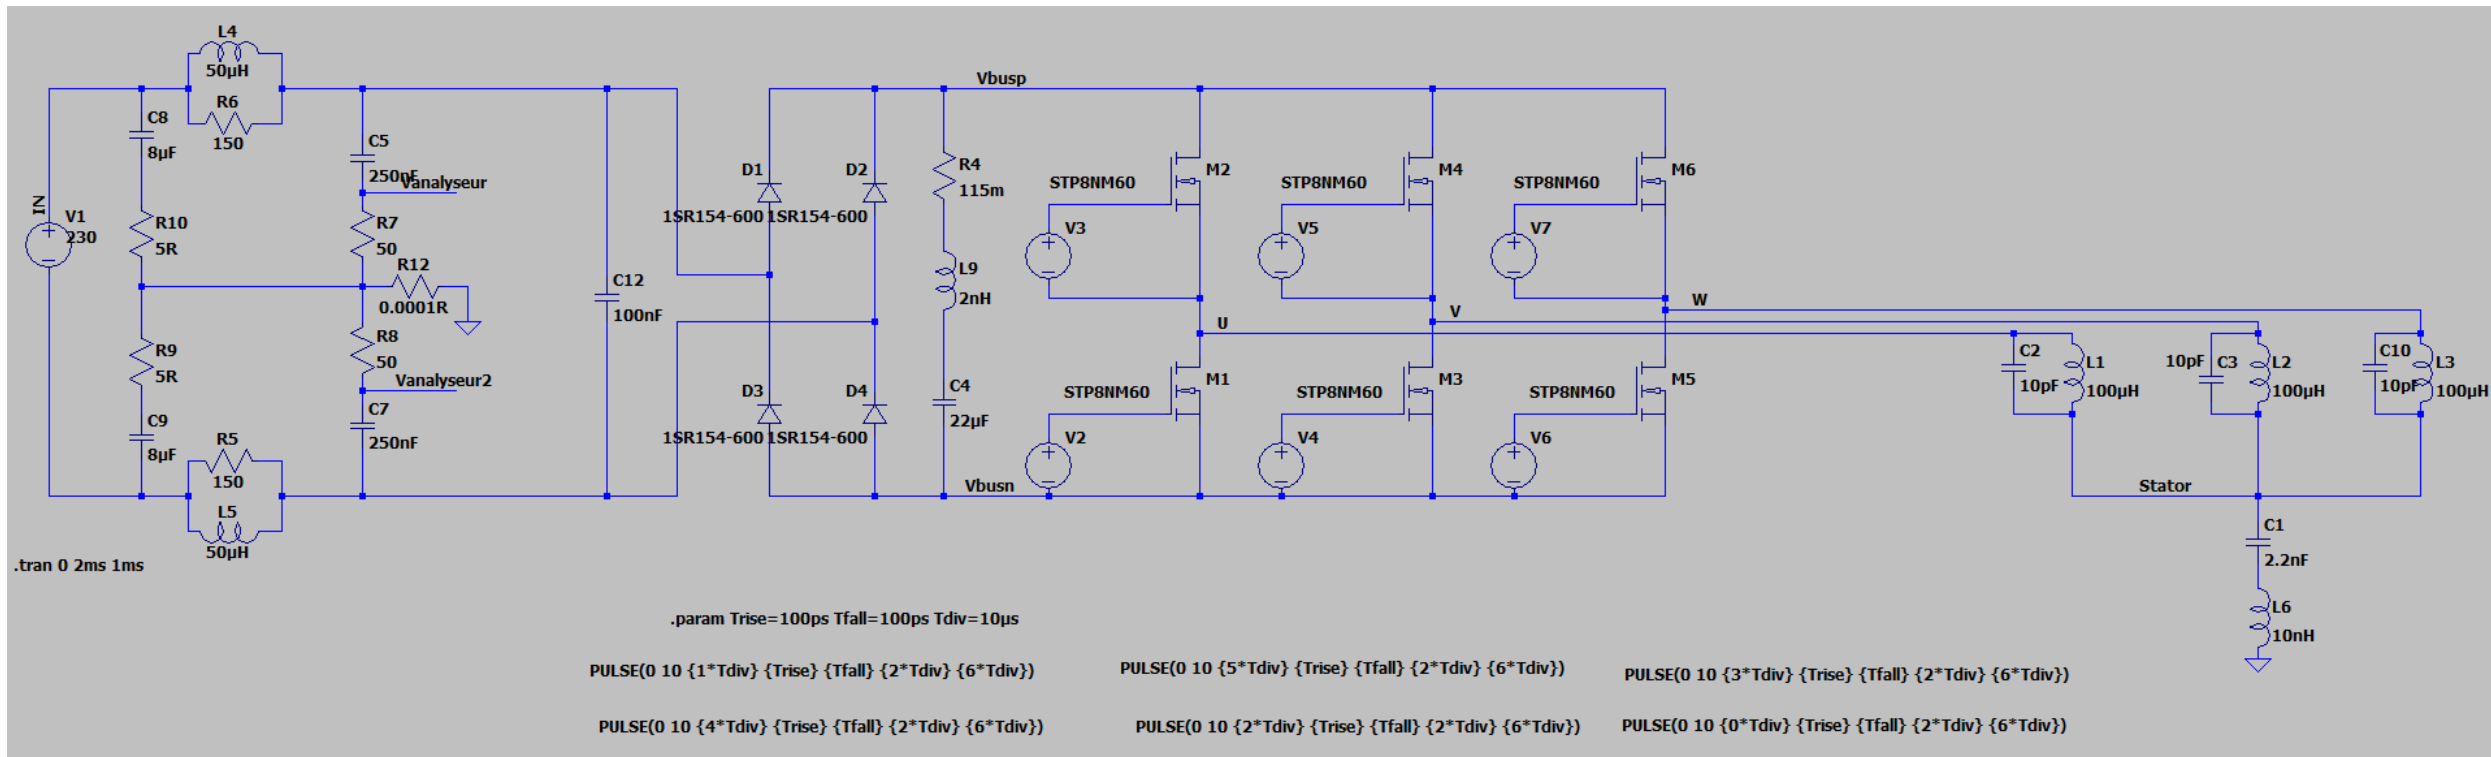 L4
50µH
R6
150
C8
8µF
C5
250nF
Vanalyseur
IN
V1
230
R10
5R
R7
50
R12
0.0001R
R9
5R
R8
50
Vanalyseur2
C9
8µF
C7
250nF
R5
150
L5
50µH
.tran 0 2ms 1ms
C12
100nF
D1
1SR154-600
D2
1SR154-600
D3
1SR154-600
D4
1SR154-600
Vbusp
R4
115m
L9
2nH
C4
22µF
Vbusn
STP8NM60
M2
V3
STP8NM60
M4
V5
STP8NM60
M6
V7
U
V
W
STP8NM60
M1
V2
STP8NM60
M3
V4
STP8NM60
M5
V6
C2
10pF
L1
100µH
10pF
C3
L2
100µH
C10
10pF
L3
100µH
Stator
C1
2.2nF
L6
10nH
.param Trise=100ps Tfall=100ps Tdiv=10µs
PULSE(0 10 {1*Tdiv} {Trise} {Tfall} {2*Tdiv} {6*Tdiv})
PULSE(0 10 {5*Tdiv} {Trise} {Tfall} {2*Tdiv} {6*Tdiv})
PULSE(0 10 {3*Tdiv} {Trise} {Tfall} {2*Tdiv} {6*Tdiv})
PULSE(0 10 {4*Tdiv} {Trise} {Tfall} {2*Tdiv} {6*Tdiv})
PULSE(0 10 {2*Tdiv} {Trise} {Tfall} {2*Tdiv} {6*Tdiv})
PULSE(0 10 {0*Tdiv} {Trise} {Tfall} {2*Tdiv} {6*Tdiv})